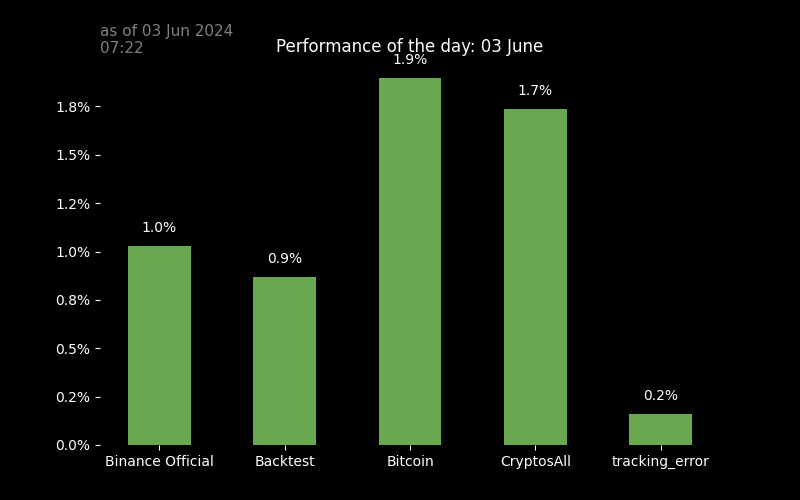 as of 03 Jun 2024
07:22
Performance of the day: 03 June
1.9%
1.7%
1.0%
0.9%
0.2%
1.8%
1.5%
1.2%
1.0%
0.8%
0.5%
0.2%
0.0%
Binance Official
Backtest
Bitcoin
CryptosAll
tracking_error